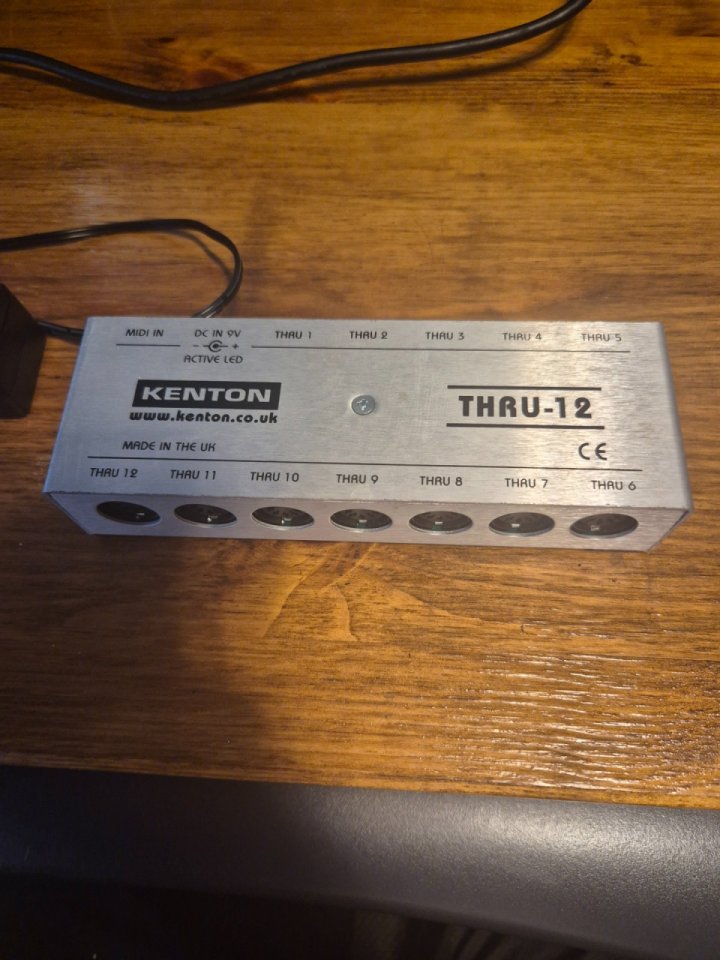 MIDI IN DC IN 9V THRU 1 THRU 2 THRU 3 THRU 4 THRU 5
- +
ACTIVE LED
KENTON
www.kenton.co.uk
THRU-12
MADE IN THE UK
CE
THRU 12 THRU 11 THRU 10 THRU 9 THRU 8 THRU 7 THRU 6